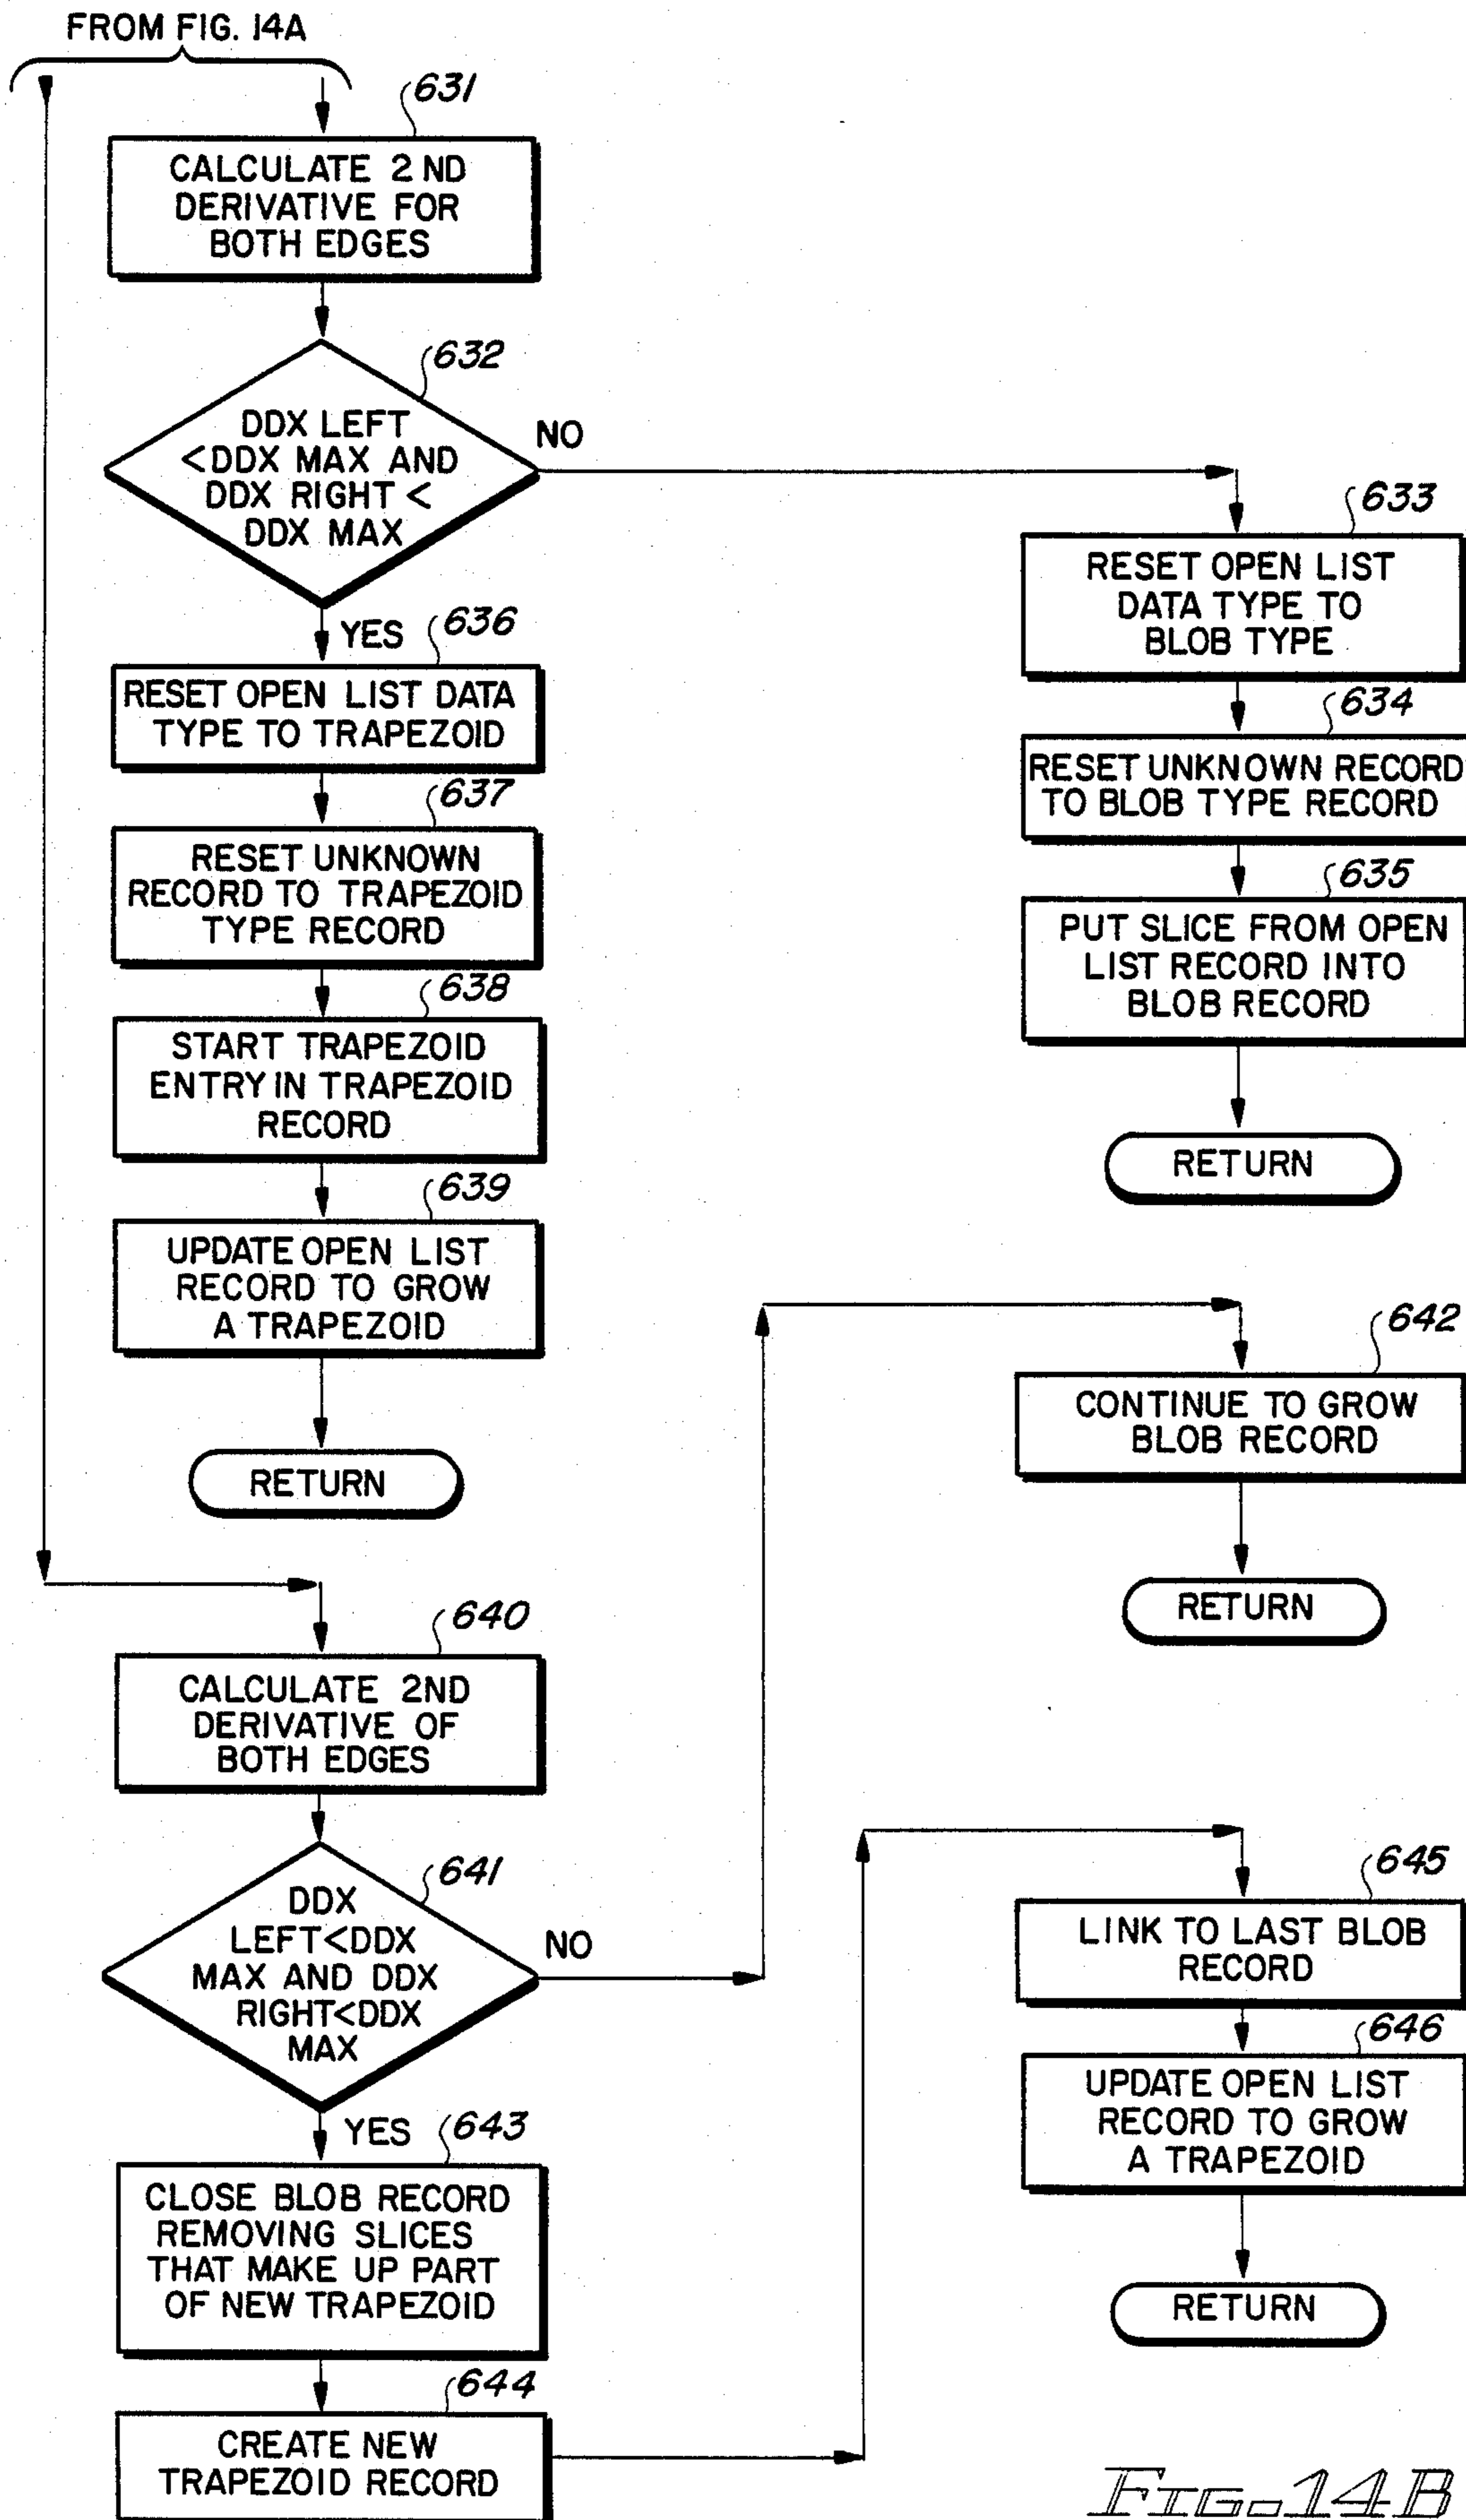 FROM FIG. 14A
631
CALCULATE 2 ND
DERIVATIVE FOR
BOTH EDGES
632
DDX LEFT
<DDX MAX AND
DDX RIGHT <
DDX MAX
NO
YES
633
RESET OPEN LIST
DATA TYPE TO
BLOB TYPE
634
RESET UNKNOWN RECORD
TO BLOB TYPE RECORD
635
PUT SLICE FROM OPEN
LIST RECORD INTO
BLOB RECORD
RETURN
636
RESET OPEN LIST DATA
TYPE TO TRAPEZOID
637
RESET UNKNOWN
RECORD TO TRAPEZOID
TYPE RECORD
638
START TRAPEZOID
ENTRY IN TRAPEZOID
RECORD
639
UPDATE OPEN LIST
RECORD TO GROW
A TRAPEZOID
RETURN
640
CALCULATE 2ND
DERIVATIVE OF
BOTH EDGES
641
DDX
LEFT<DDX
MAX AND DDX
RIGHT<DDX
MAX
NO
YES
642
CONTINUE TO GROW
BLOB RECORD
RETURN
643
CLOSE BLOB RECORD
REMOVING SLICES
THAT MAKE UP PART
OF NEW TRAPEZOID
644
CREATE NEW
TRAPEZOID RECORD
645
LINK TO LAST BLOB
RECORD
646
UPDATE OPEN LIST
RECORD TO GROW
A TRAPEZOID
RETURN
FIG. 14B